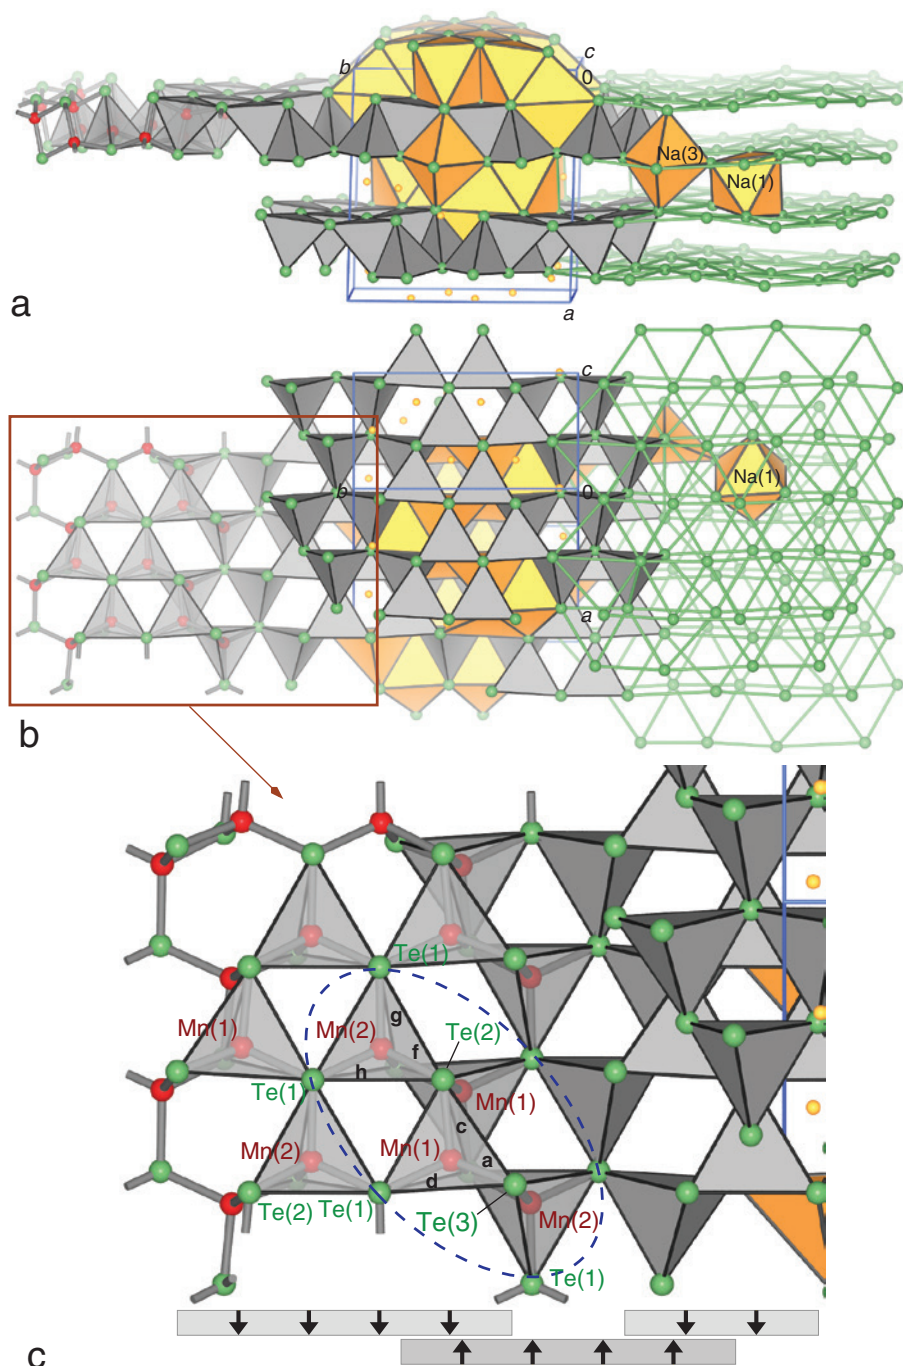 b
c
0
Na(3)
Na(1)
a
a
c
b
0
Na(1)
a
b
Te(1)
g
Mn(1)
Mn(2)
f
Te(2)
h
Te(1)
Mn(1)
c
Mn(2)
Mn(1)
a
d
Te(2)
Te(1)
Te(3)
Mn(2)
Te(1)
c